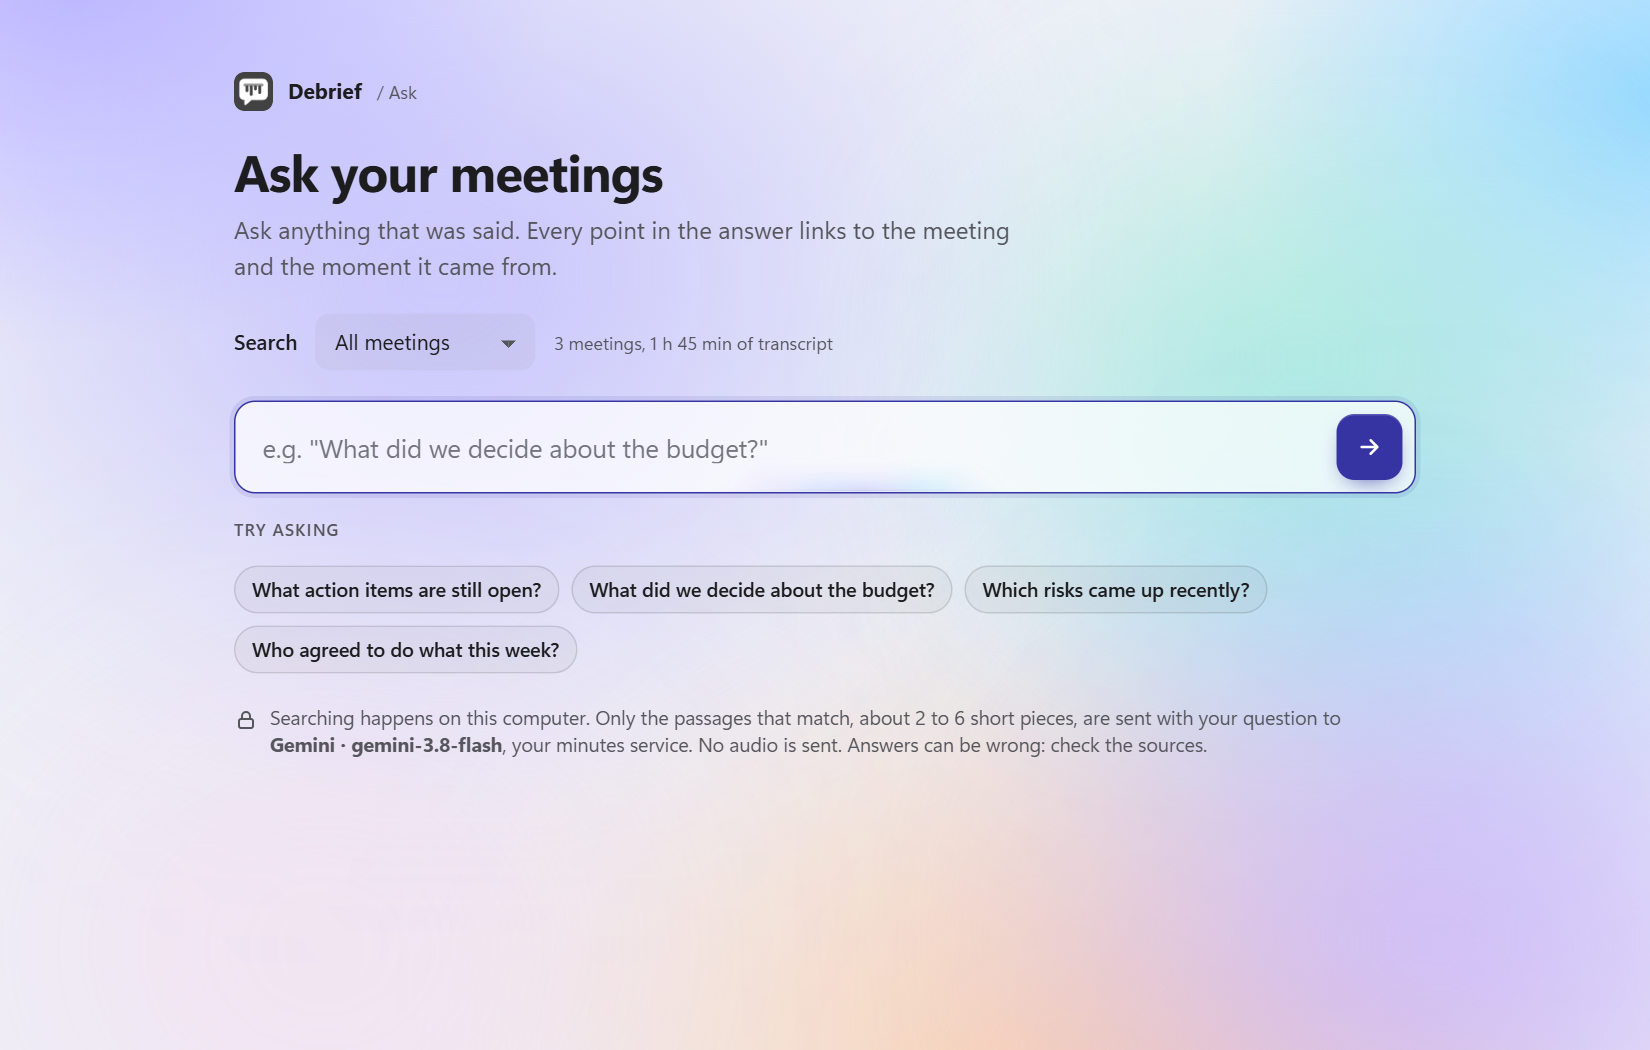 Debrief / Ask
Ask your meetings
Ask anything that was said. Every point in the answer links to the meeting
and the moment it came from.
Search All meetings 3 meetings, 1 h 45 min of transcript
e.g. "What did we decide about the budget?"
TRY ASKING
What action items are still open? What did we decide about the budget? Which risks came up recently?
Who agreed to do what this week?
Searching happens on this computer. Only the passages that match, about 2 to 6 short pieces, are sent with your question to
Gemini · gemini-3.8-flash, your minutes service. No audio is sent. Answers can be wrong: check the sources.